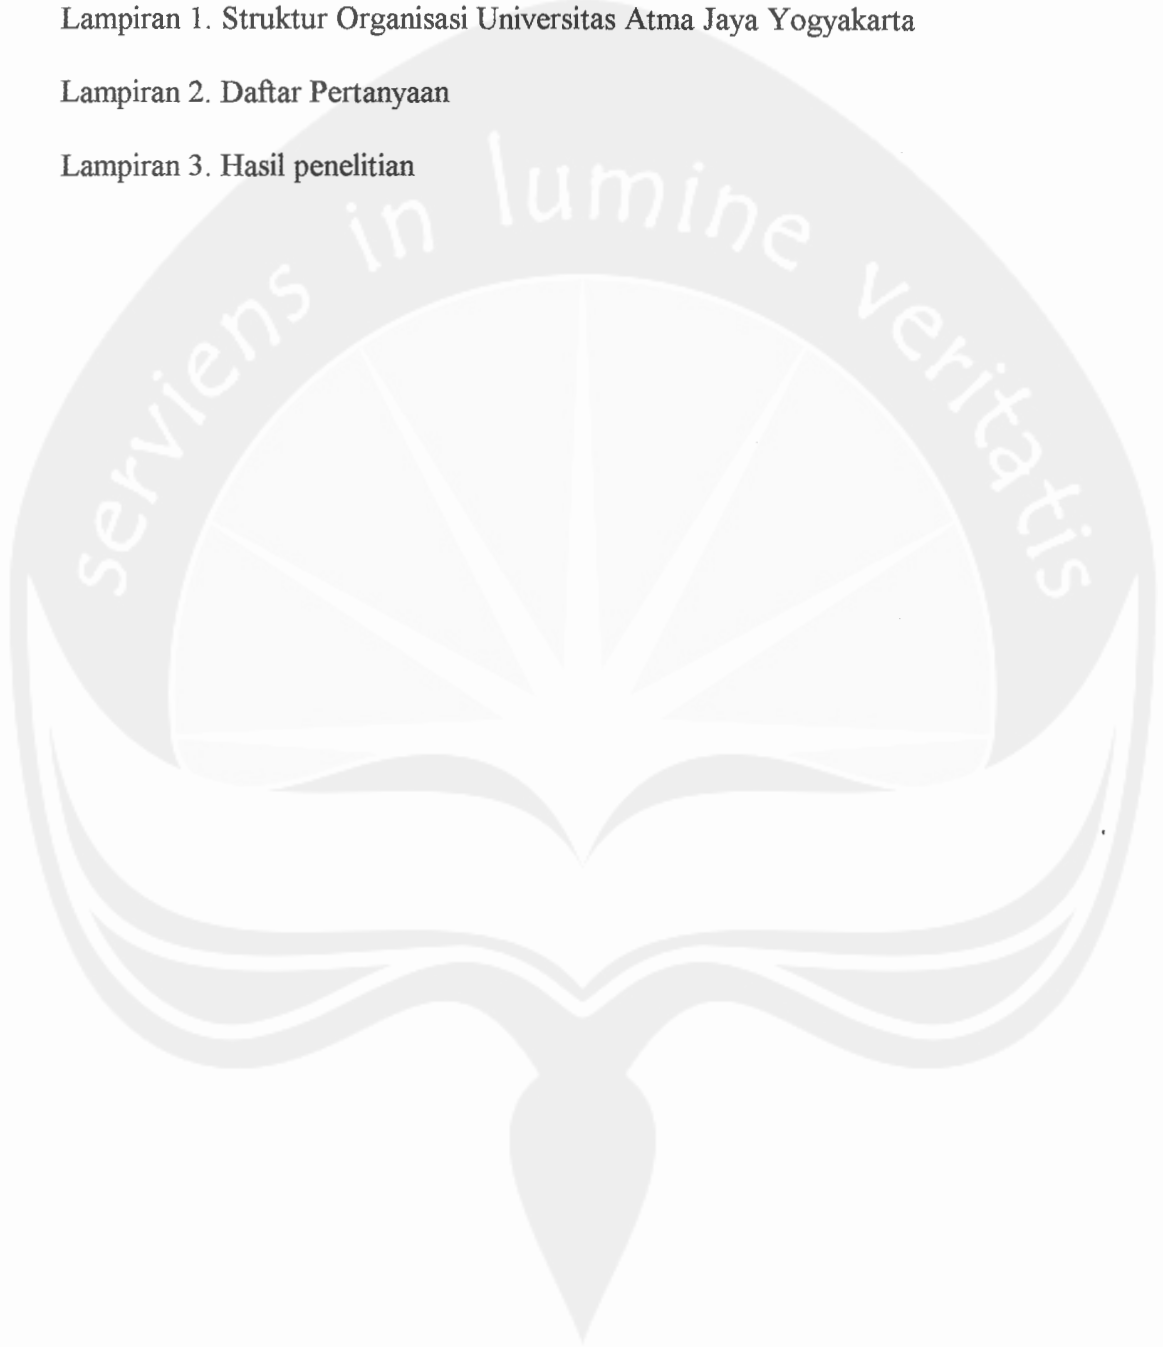 Lampiran 1. Struktur Organisasi Universitas Atma Jaya Yogyakarta
Lampiran 2. Daftar Pertanyaan
Lampiran 3. Hasil penelitian
serviens in lumine veritatis